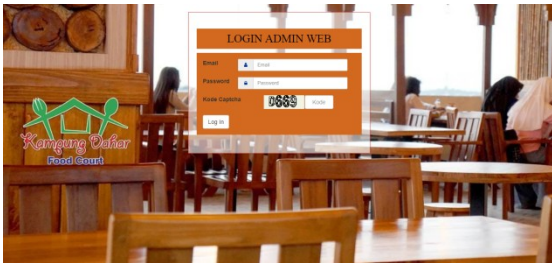 LOGIN ADMIN WEB
Email
Email
Password
Password
Kode Captcha
Kode
Log In
Kampung Dahar
Food Court